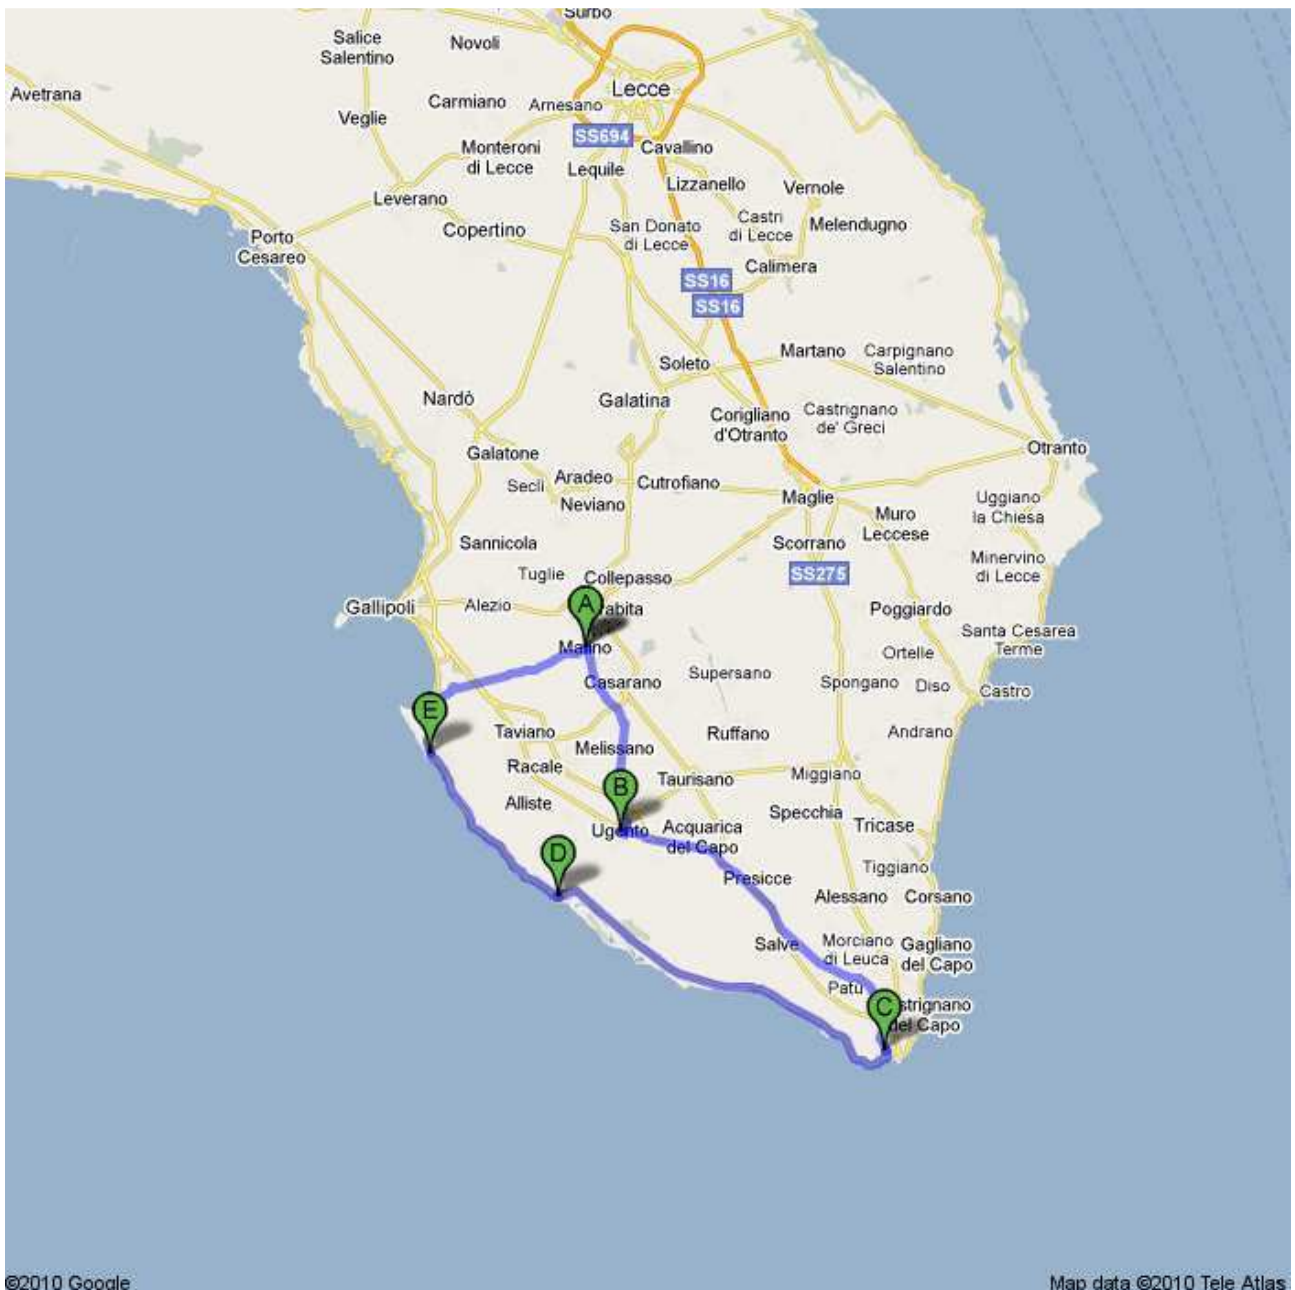 Surbo
Salice
Salentino
Novoli
Avetrana
Lecce
Carmiano
Arnesano
Veglie
SS694
Cavallino
Monteroni
di Lecce
Lequile
Lizzanello
Vernole
Leverano
Castri
di Lecce
San Donato
di Lecce
Melendugno
Copertino
Porto
Cesareo
Calimera
SS16
SS16
Martano
Carpignano
Salentino
Soleto
Nardò
Galatina
Corigliano
d'Otranto
Castrignano
de' Greci
Otranto
Galatone
Aradeo
Secli
Cutrofiano
Neviano
Maglie
Uggiano
la Chiesa
Muro
Leccese
Sannicola
Scorrano
Minervino
di Lecce
Tuglie
Collepasso
SS275
Gallipoli
Alezio
A
abita
Poggiardo
Santa Cesarea
Terme
Matino
Ortelle
Supersano
Casarano
Spongano
Diso
Castro
E
Taviano
Ruffano
Andrano
Melissano
Racale
Taurisano
Miggiano
B
Alliste
Specchia
Tricase
Ugento
Acquarica
del Capo
D
Tiggiano
Presicce
Alessano
Corsano
Salve
Morciano
di Leuca
Gagliano
del Capo
Patù
C
strignano
del Capo
©2010 Google
Map data ©2010 Tele Atlas